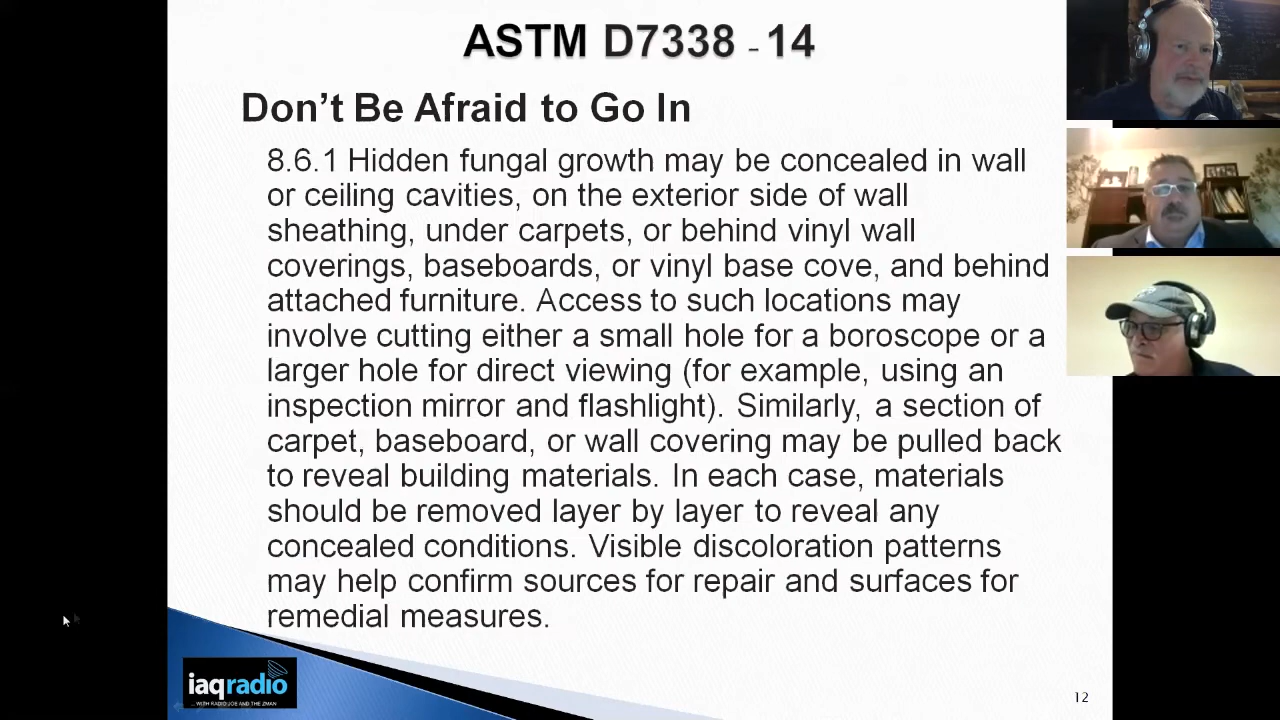 ASTM D7338 - 14
Don't Be Afraid to Go In
8.6.1 Hidden fungal growth may be concealed in wall
or ceiling cavities, on the exterior side of wall
sheathing, under carpets, or behind vinyl wall
coverings, baseboards, or vinyl base cove, and behind
attached furniture. Access to such locations may
involve cutting either a small hole for a boroscope or a
larger hole for direct viewing (for example, using an
inspection mirror and flashlight). Similarly, a section of
carpet, baseboard, or wall covering may be pulled back
to reveal building materials. In each case, materials
should be removed layer by layer to reveal any
concealed conditions. Visible discoloration patterns
may help confirm sources for repair and surfaces for
remedial measures.
iaqradio
... WITH RADIO JOE AND THE ZMAN
12